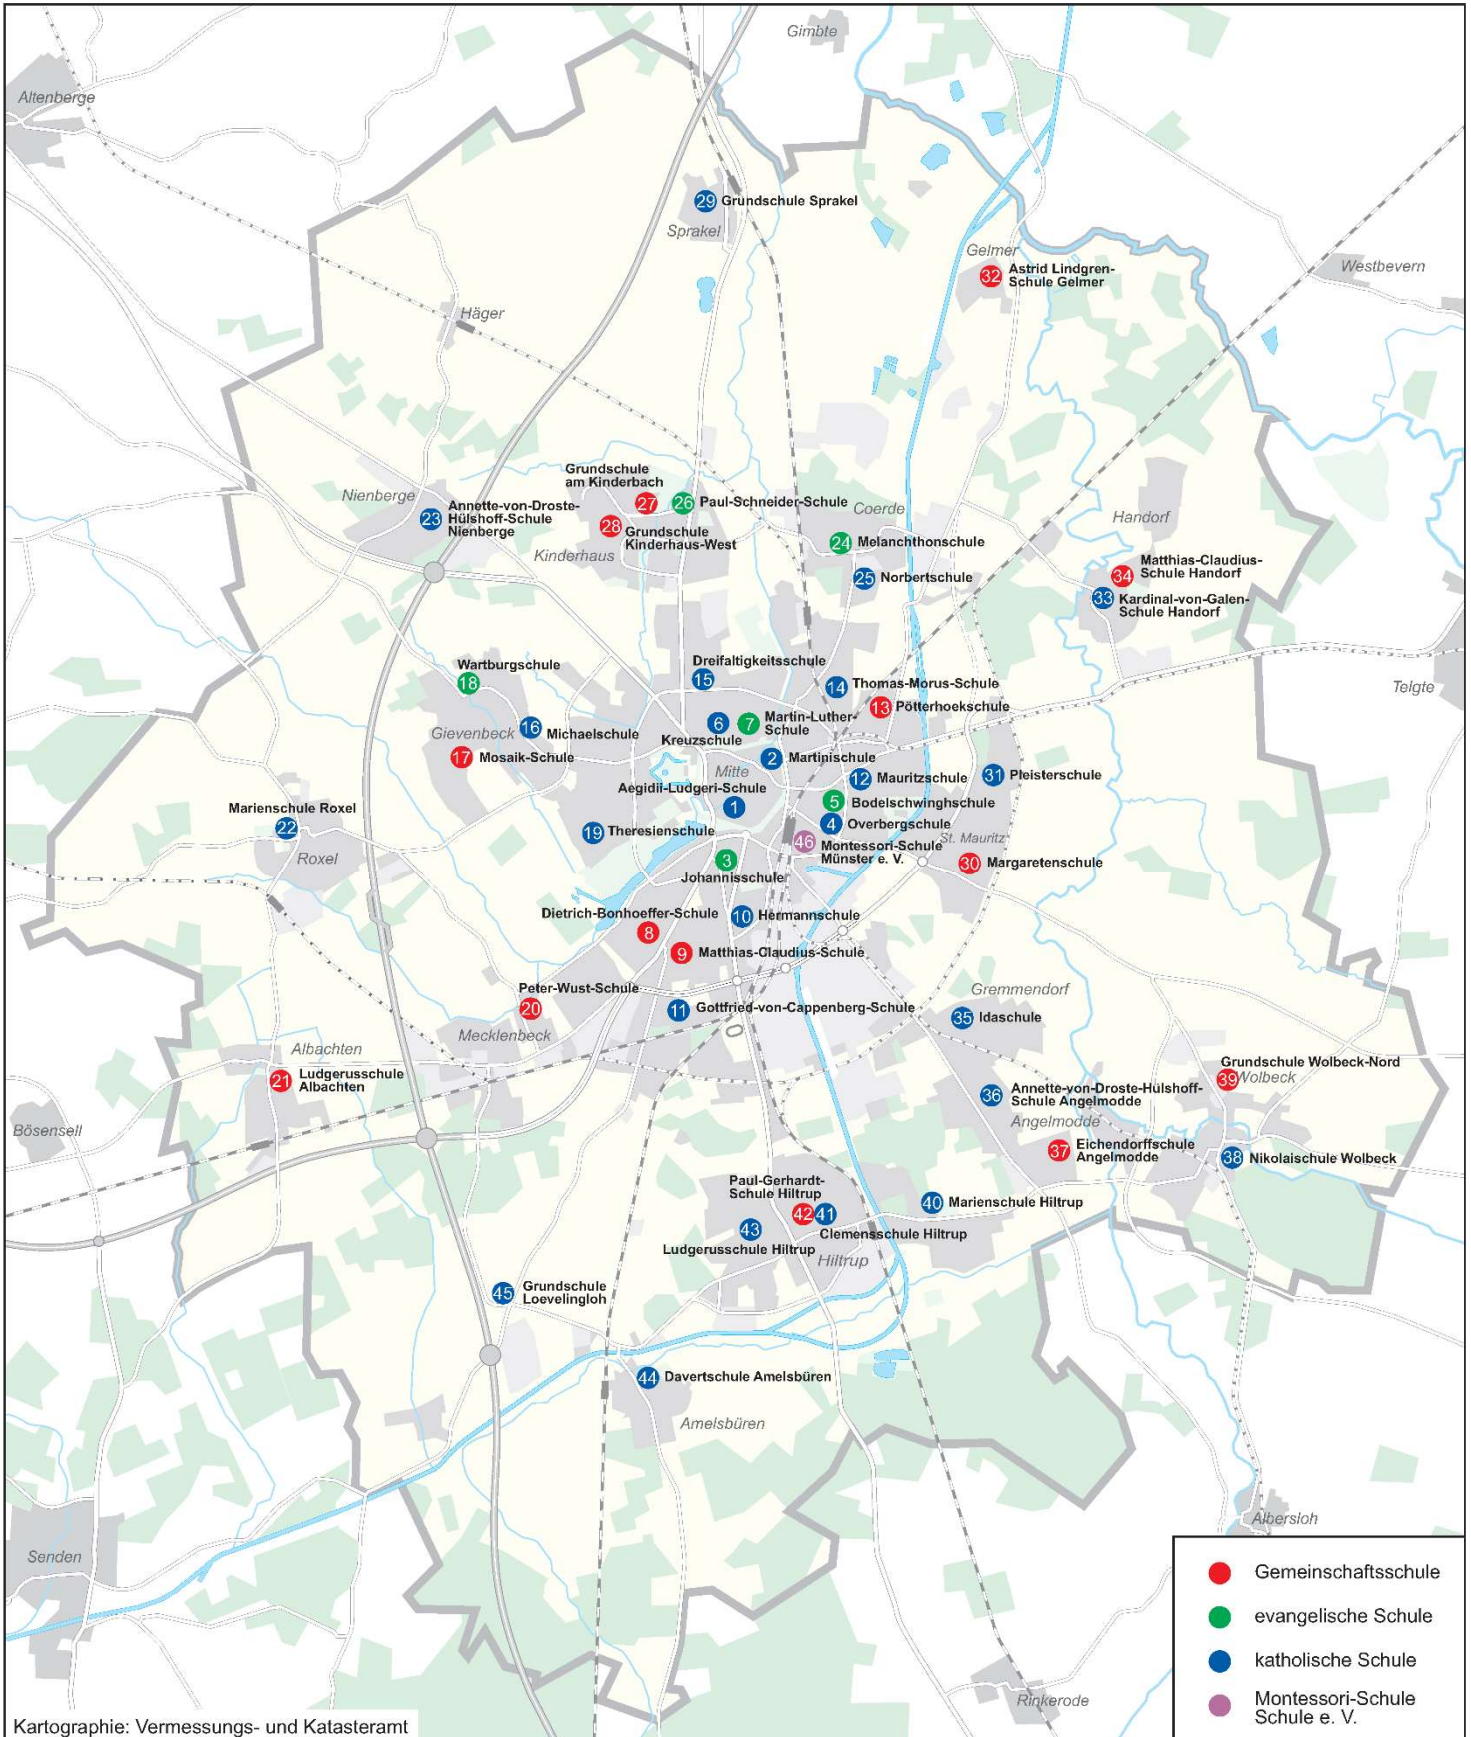 Gimbte
Altenberge
29 Grundschule Sprakel
Sprakel
Gelmer
32 Astrid Lindgren-
Schule Gelmer
Westbevern
Häger
Grundschule
am Kinderbach
27
26 Paul-Schneider-Schule
28 Grundschule
Kinderhaus-West
Kinderhaus
Nienberge
23 Annette-von-Droste-
Hülshoff-Schule
Nienberge
Coerde
24 Melanchthonschule
25 Norbertschule
Handorf
34 Matthias-Claudius-
Schule Handorf
33 Kardinal-von-Galen-
Schule Handorf
Telgte
Wartburgschule
18
Dreifaltigkeitsschule
15
14 Thomas-Morus-Schule
13 Pötterhoekschule
16 Michaelschule
Gievenbeck
17 Mosaik-Schule
6
Kreuzschule
7 Martin-Luther-
Schule
2 Martinischule
Mitte
12 Mauritzschule
31 Pleisterschule
Aegidii-Ludgeri-Schule
1
5 Bodelschwinghschule
4 Overbergschule
46 Montessori-Schule
Münster e. V.
St. Mauritz
30 Margaretenschule
Marienschule Roxel
22
Roxel
19 Theresienschule
3
Johannisschule
Dietrich-Bonhoeffer-Schule
8
10 Hermannschule
9 Matthias-Claudius-Schule
Peter-Wust-Schule
20
Mecklenbeck
11 Gottfried-von-Cappenberg-Schule
Gremmendorf
35 Idaschule
Albachten
21 Ludgerusschule
Albachten
Bösensell
36 Annette-von-Droste-Hülshoff-
Schule Angelmodde
Angelmodde
37 Eichendorffschule
Angelmodde
Grundschule Wolbeck-Nord
39 Wolbeck
38 Nikolaischule Wolbeck
Paul-Gerhardt-
Schule Hiltrup
42 41
Clemensschule Hiltrup
43
Ludgerusschule Hiltrup
Hiltrup
40 Marienschule Hiltrup
45 Grundschule
Loevelingloh
44 Davertschule Amelsbüren
Amelsbüren
Senden
Albersloh
Rinkerode
Gemeinschaftsschule
evangelische Schule
katholische Schule
Montessori-Schule
Schule e. V.
Kartographie: Vermessungs- und Katasteramt